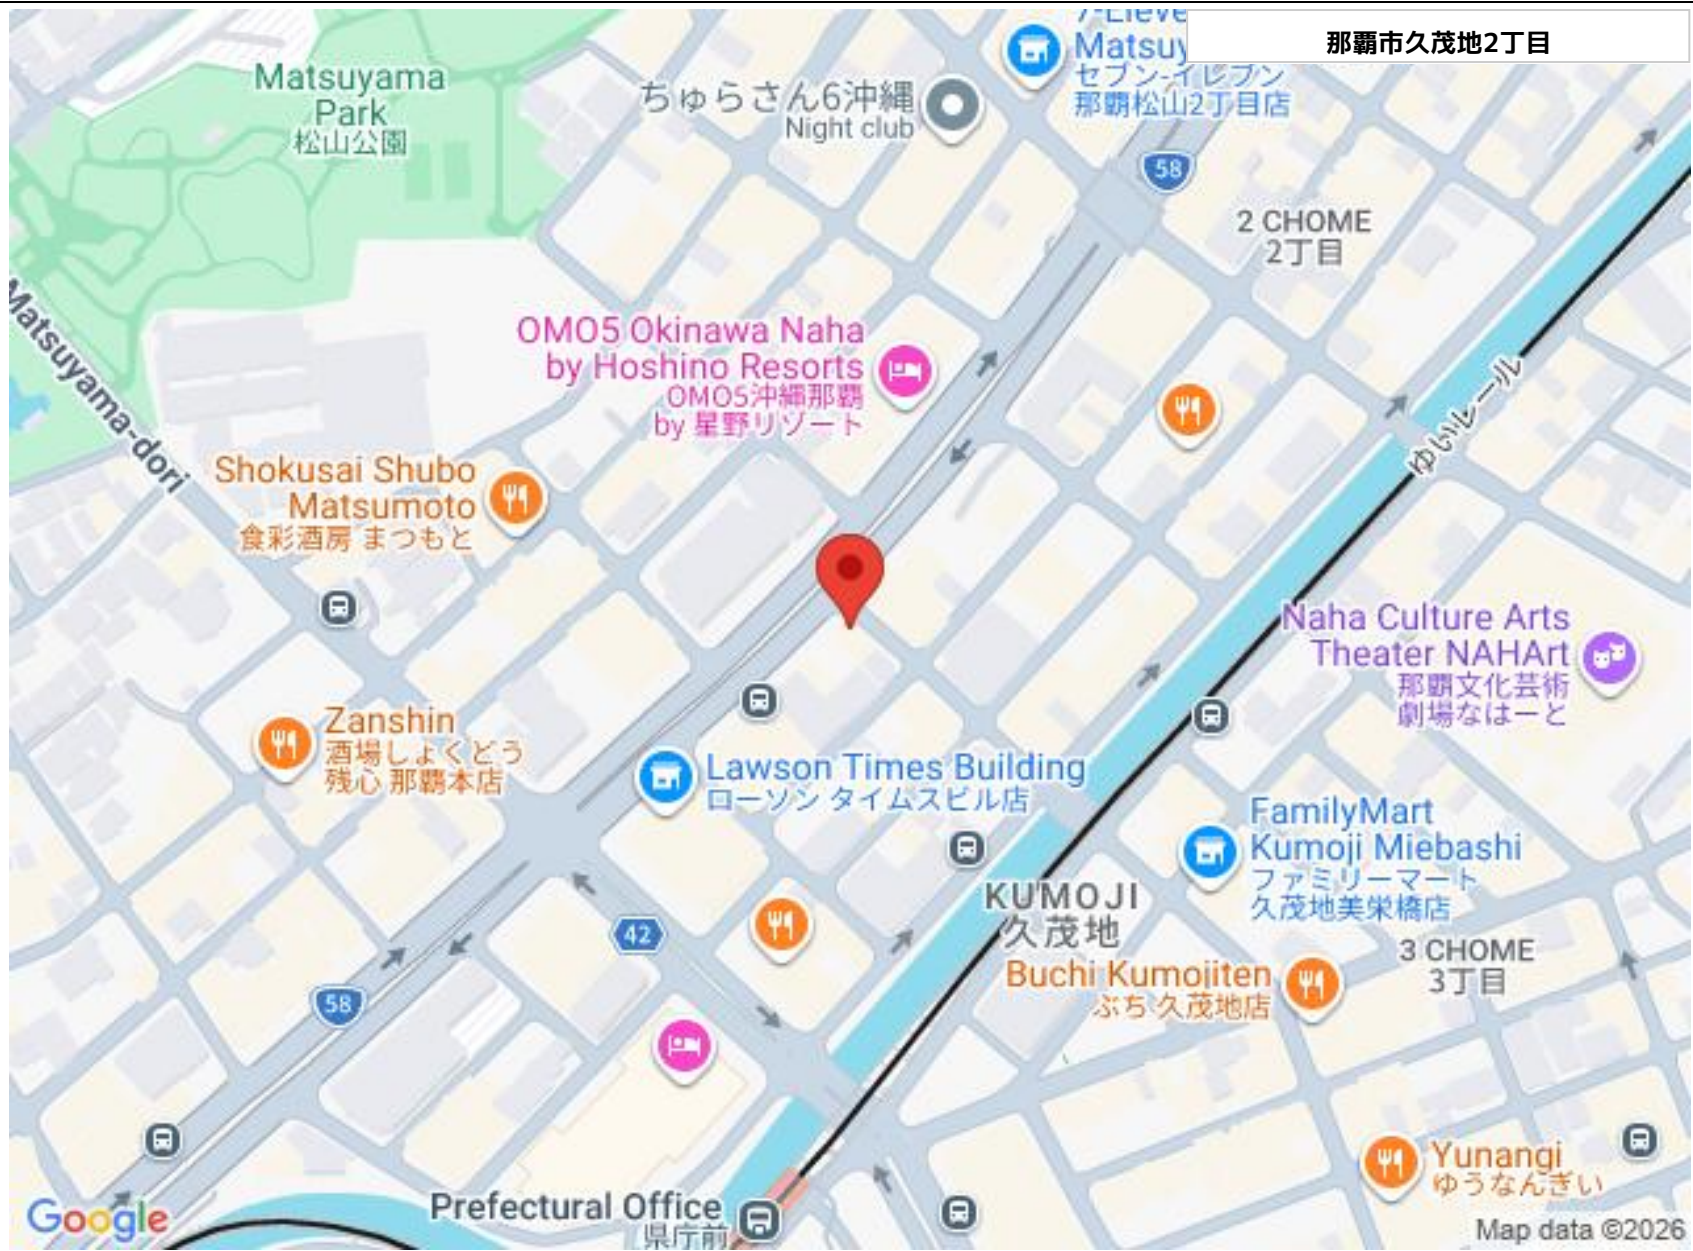 那覇市久茂地2丁目
Matsuyama
Park
松山公園
ちゅらさん6沖縄
Night club
セブン-イレブン
那覇松山2丁目店
58
2 CHOME
2丁目
Matsuyama-dori
OMO5 Okinawa Naha
by Hoshino Resorts
OMO5沖縄那覇
by 星野リゾート
ゆいレール
Shokusai Shubo
Matsumoto
食彩酒房 まつもと
Naha Culture Arts
Theater NAHArt
那覇文化芸術
劇場なはーと
Zanshin
酒場しょくどう
残心 那覇本店
Lawson Times Building
ローソン タイムスビル店
FamilyMart
Kumoji Miebashi
ファミリーマート
久茂地美栄橋店
KUMOJI
久茂地
42
3 CHOME
3丁目
Buchi Kumojiten
ぶち 久茂地店
58
Yunangi
ゆうなんぎい
Prefectural Office
県庁前
Google
Map data ©2026